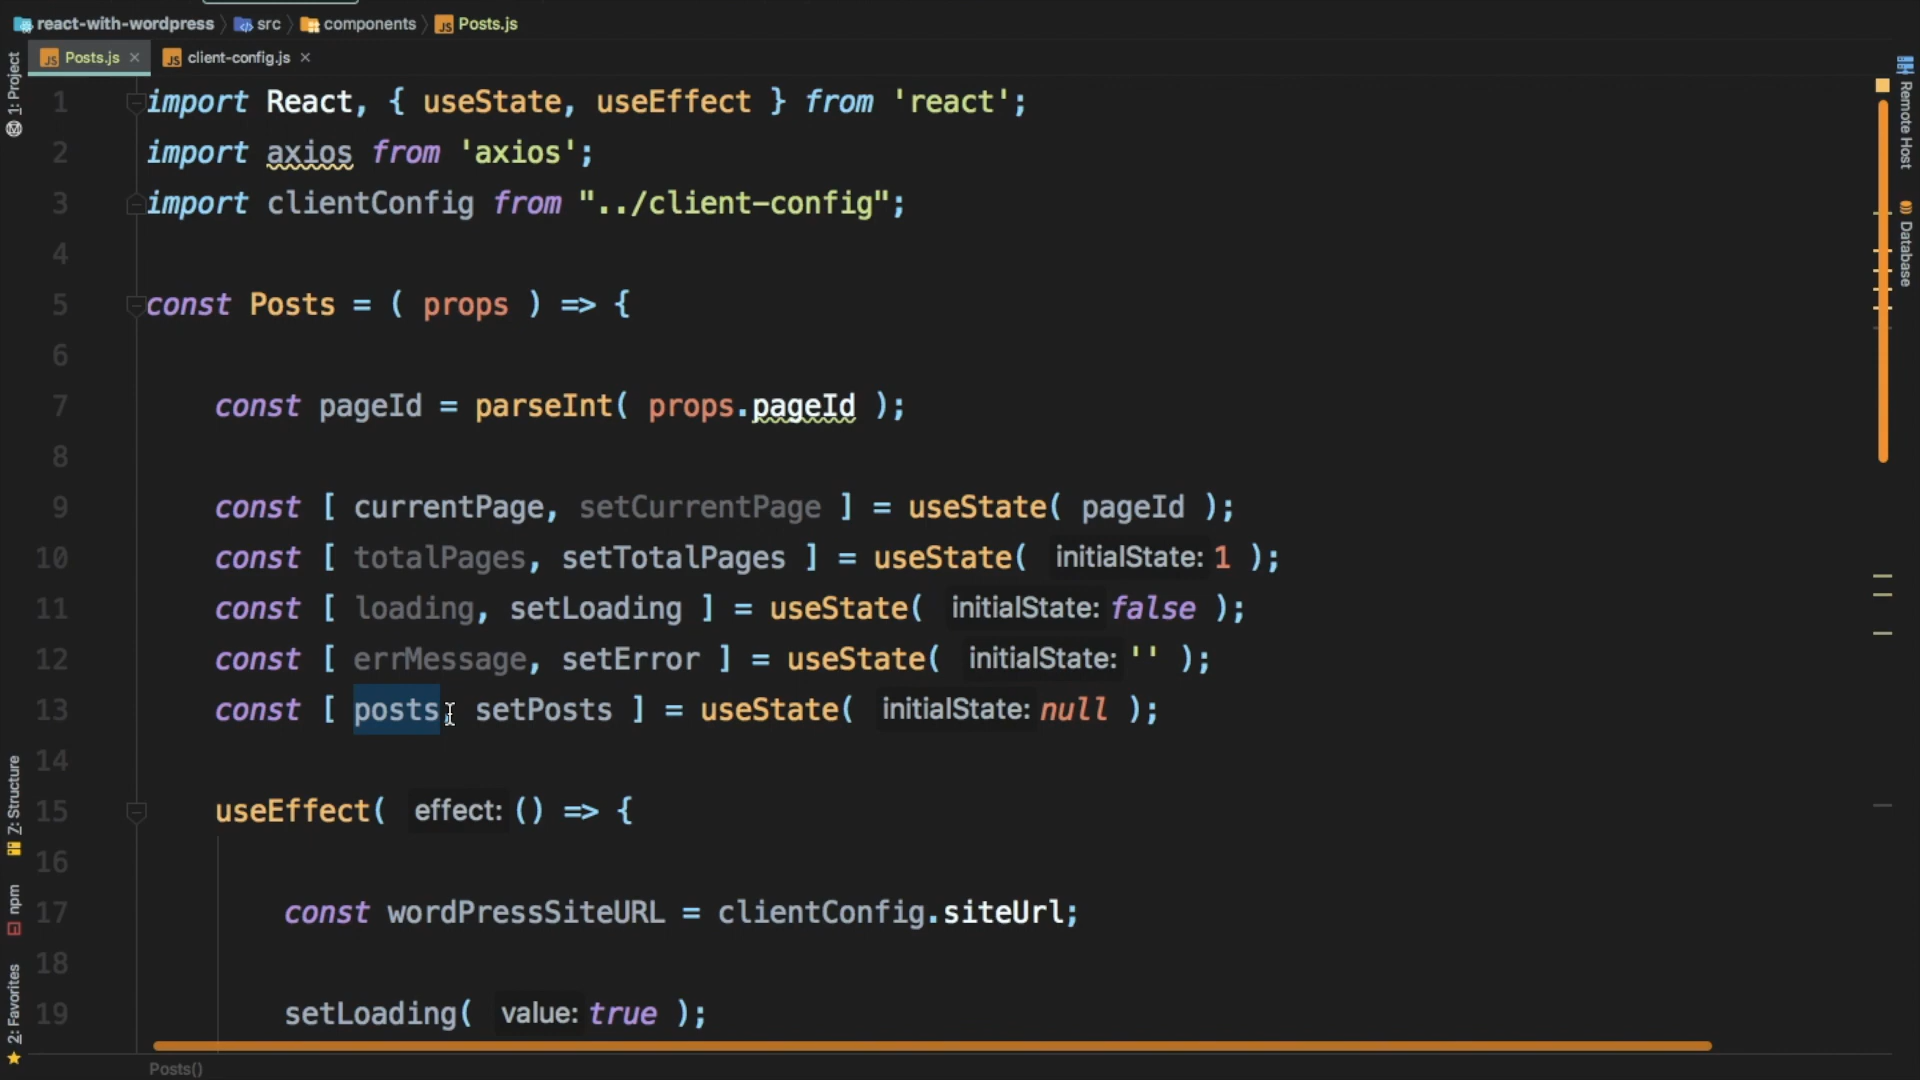 react-with-wordpress src components Posts.js
Posts.js client-config.js
1: Project
Remote Host
Database
Z: Structure
npm
2: Favorites
1 import React, { useState, useEffect } from 'react';
2 import axios from 'axios';
3 import clientConfig from "../client-config";
4
5 const Posts = ( props ) => {
6
7 const pageId = parseInt( props.pageId );
8
9 const [ currentPage, setCurrentPage ] = useState( pageId );
10 const [ totalPages, setTotalPages ] = useState( initialState: 1 );
11 const [ loading, setLoading ] = useState( initialState: false );
12 const [ errMessage, setError ] = useState( initialState: '' );
13 const [ posts, setPosts ] = useState( initialState: null );
14
15 useEffect( effect: () => {
16
17 const wordPressSiteURL = clientConfig.siteUrl;
18
19 setLoading( value: true );
Posts()